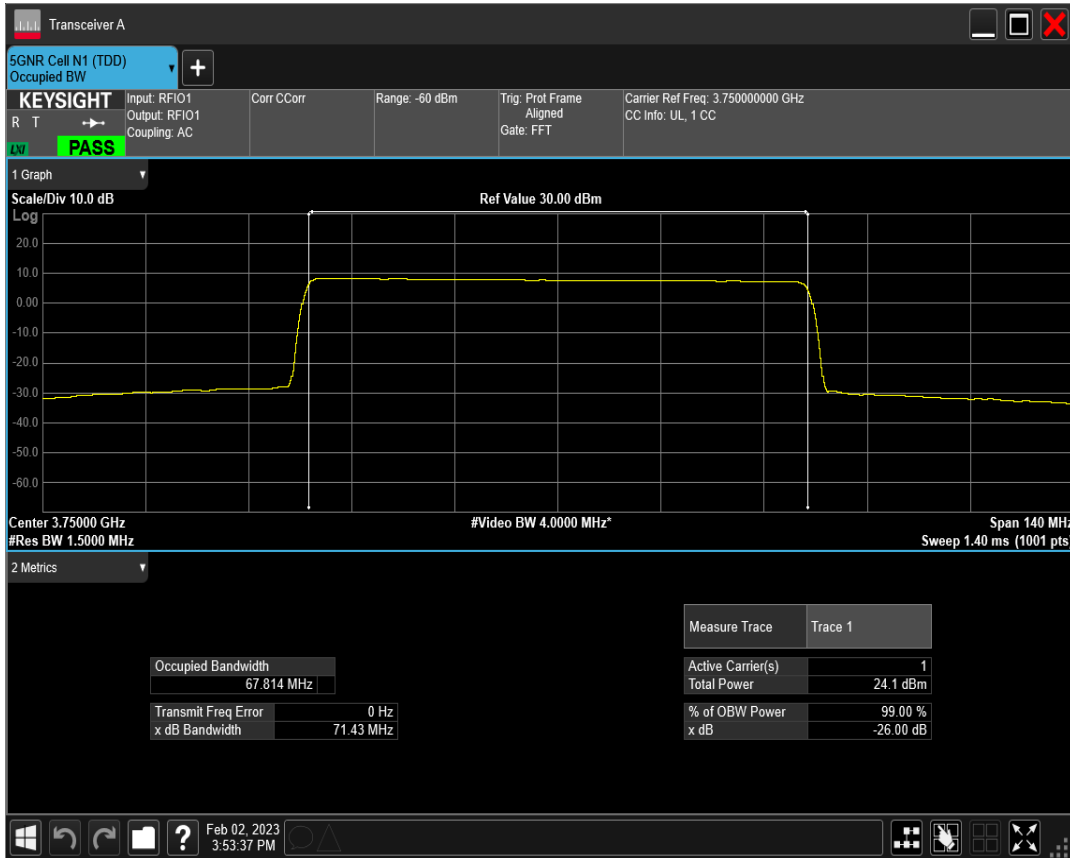 Transceiver A
5GNR Cell N1 (TDD)
Occupied BW
+
KEYSIGHT
R T
LXI
PASS
Input: RFIO1
Output: RFIO1
Coupling: AC
Corr CCorr
Range: -60 dBm
Trig: Prot Frame
Aligned
Gate: FFT
Carrier Ref Freq: 3.750000000 GHz
CC Info: UL, 1 CC
1 Graph
Scale/Div 10.0 dB
Ref Value 30.00 dBm
Log
20.0
10.0
0.00
-10.0
-20.0
-30.0
-40.0
-50.0
-60.0
Center 3.75000 GHz
#Video BW 4.0000 MHz*
Span 140 MHz
#Res BW 1.5000 MHz
Sweep 1.40 ms (1001 pts)
2 Metrics
Measure Trace Trace 1
Occupied Bandwidth
67.814 MHz
Active Carrier(s) 1
Total Power 24.1 dBm
Transmit Freq Error 0 Hz
x dB Bandwidth 71.43 MHz
% of OBW Power 99.00 %
x dB -26.00 dB
?
Feb 02, 2023
3:53:37 PM